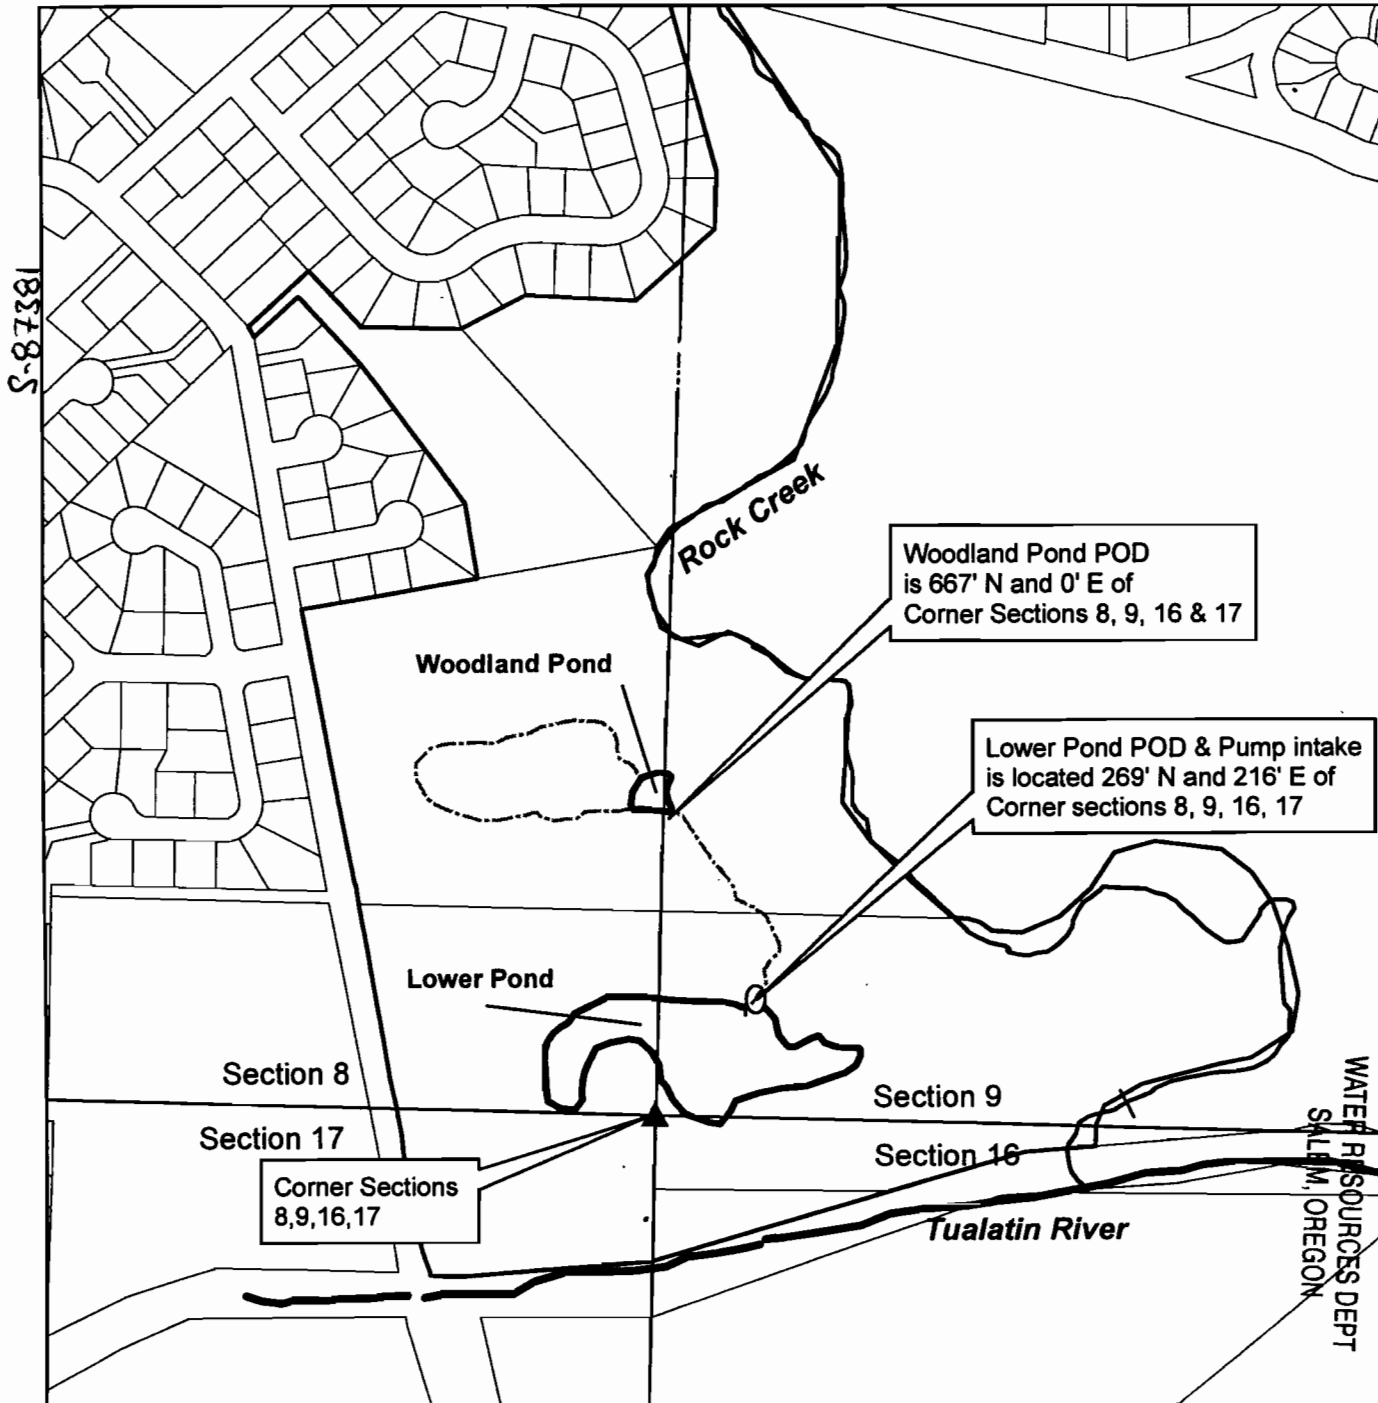 S-87381
Rock Creek
Woodland Pond POD
is 667' N and 0' E of
Corner Sections 8, 9, 16 & 17
Woodland Pond
Lower Pond POD & Pump intake
is located 269' N and 216' E of
Corner sections 8, 9, 16, 17
Lower Pond
Section 8
Section 9
Section 17
Section 16
Corner Sections
8,9,16,17
Tualatin River
WATER RESOURCES DEPT
SALEM, OREGON